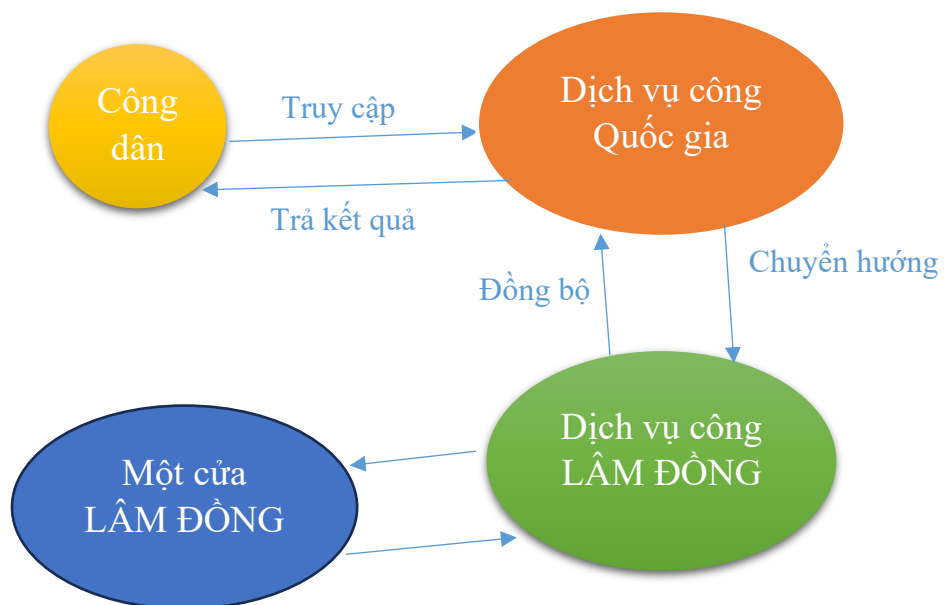 Công
dân
Truy cập
Dịch vụ công
Quốc gia
Trả kết quả
Chuyển hướng
Đồng bộ
Dịch vụ công
LÂM ĐỒNG
Một cửa
LÂM ĐỒNG